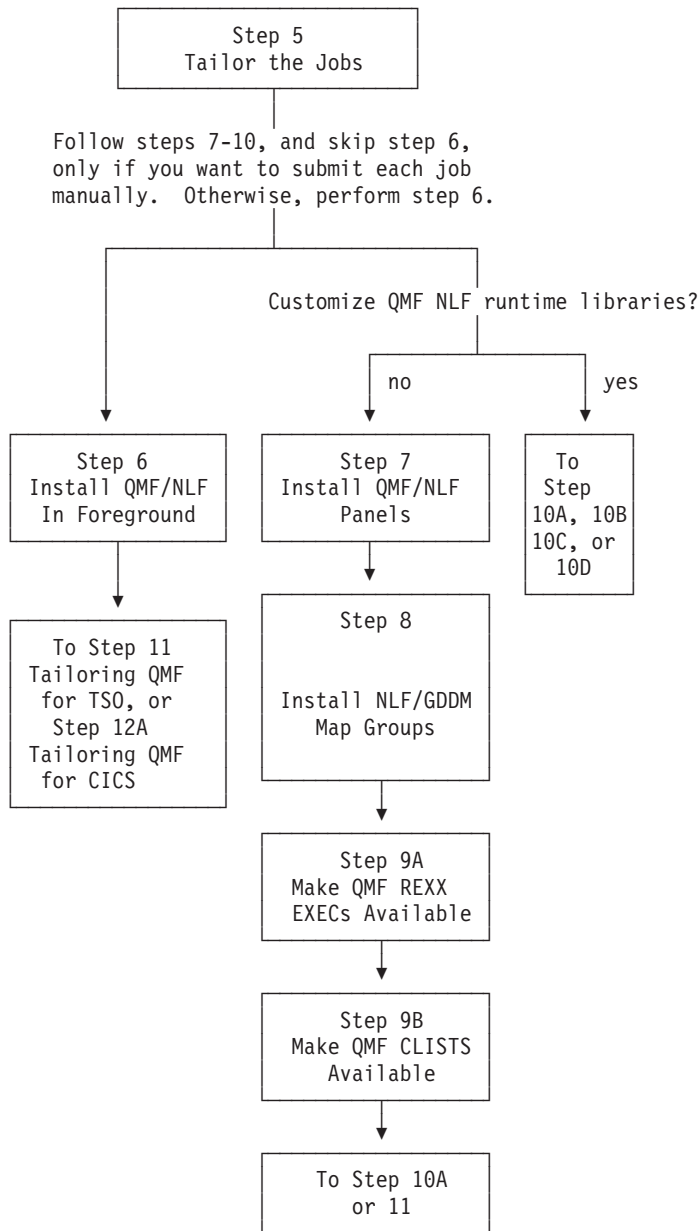 Step 5
Tailor the Jobs
Follow steps 7-10, and skip step 6,
only if you want to submit each job
manually. Otherwise, perform step 6.
Customize QMF NLF runtime libraries?
no
yes
Step 6
Install QMF/NLF
In Foreground
Step 7
Install QMF/NLF
Panels
To
Step
10A, 10B
10C, or
10D
To Step 11
Tailoring QMF
for TSO, or
Step 12A
Tailoring QMF
for CICS
Step 8
Install NLF/GDDM
Map Groups
Step 9A
Make QMF REXX
EXECs Available
Step 9B
Make QMF CLISTS
Available
To Step 10A
or 11